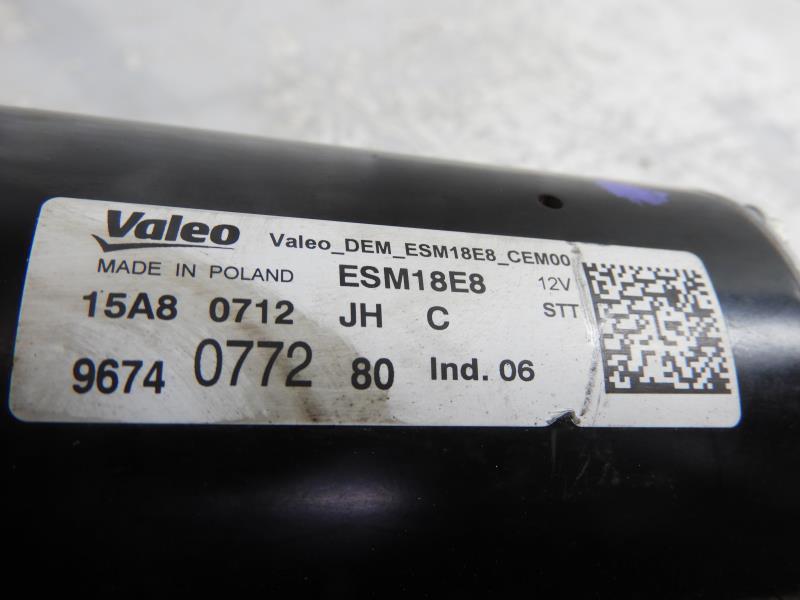 Valeo Valeo_DEM_ESM18E8_CEM00
MADE IN POLAND ESM18E8 12V
15A8 0712 JH C STT
9674 0772 80 Ind. 06